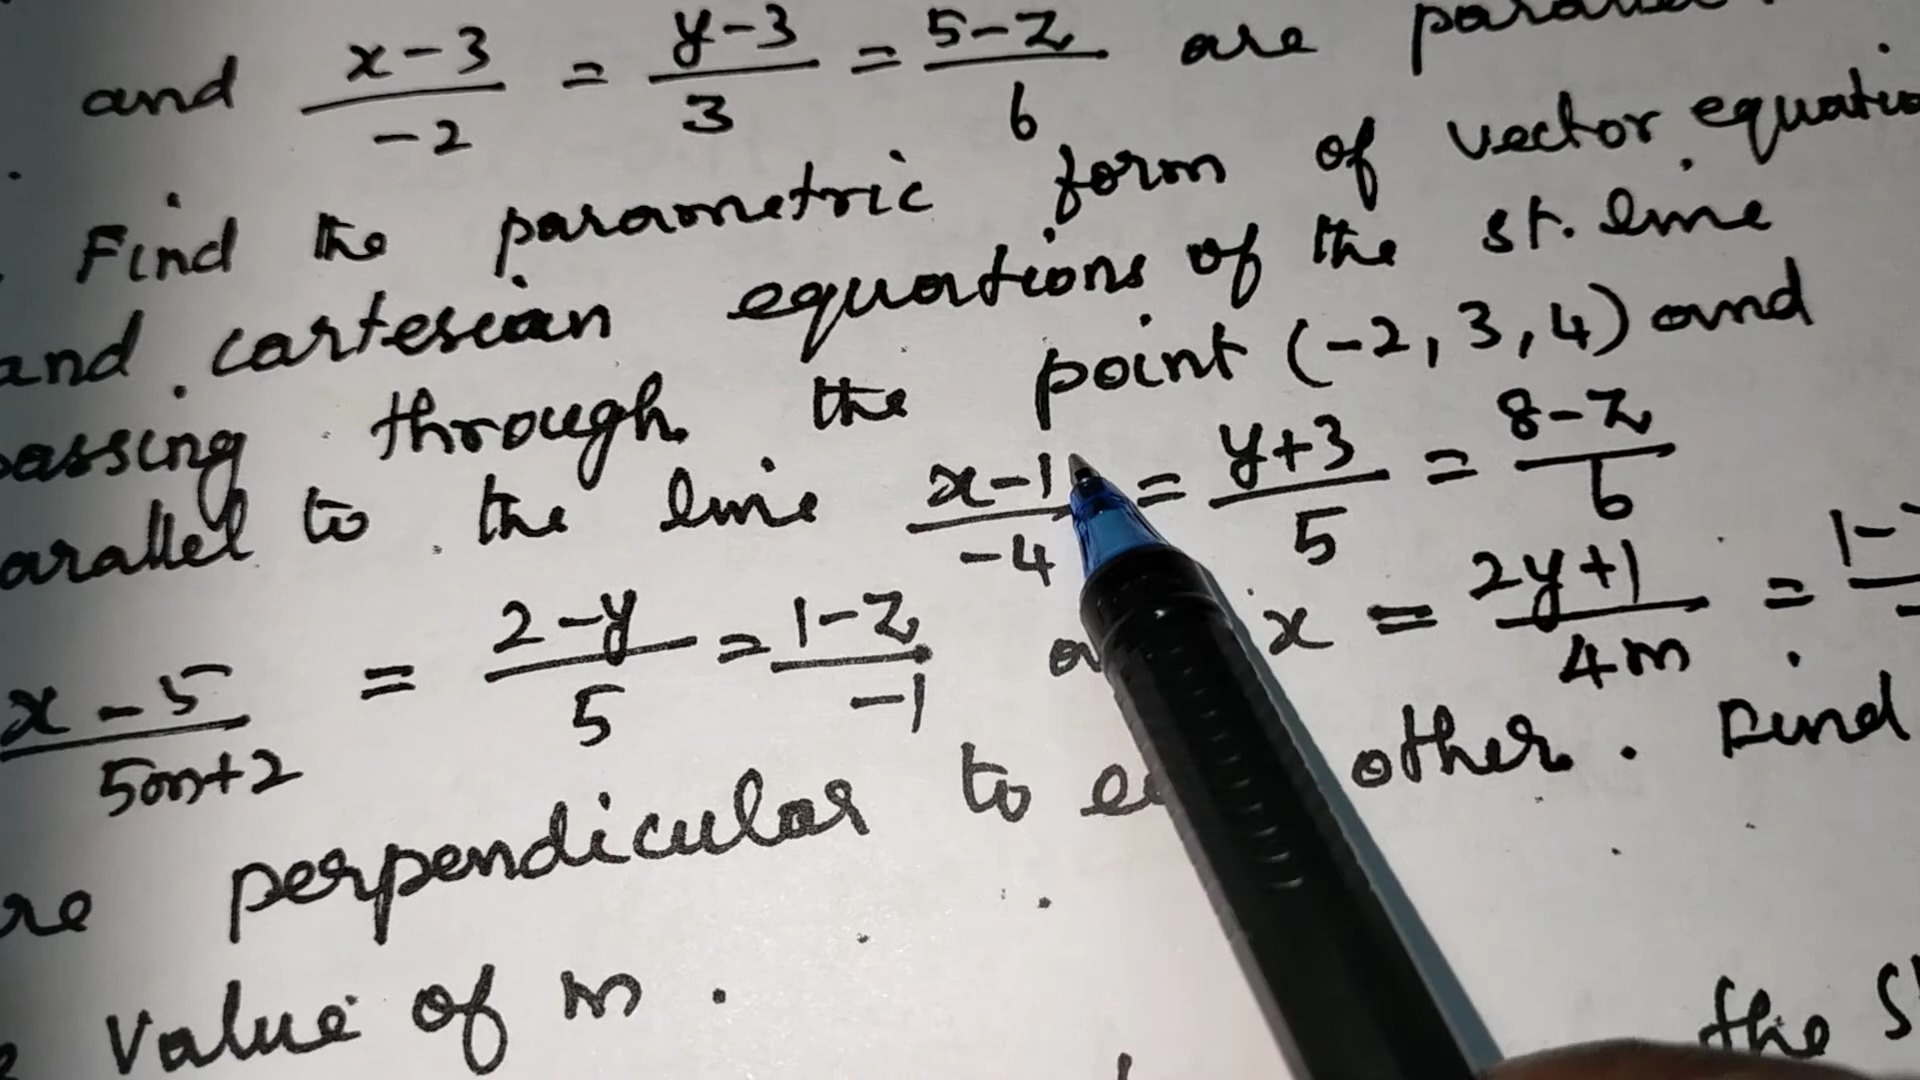 and x-3/-2 = y-3/3 = 5-z/6 are
Find the parametric form of vector
and cartesian equations of the st. line
passing through the point (-2, 3, 4) and
parallel to the line x-1/-4 = y+3/5 = 8-z/6
x-5/5m+2 = 2-y/5 = 1-z/-1 x = 2y+1/4m =
perpendicular to other. Find
value of m.
the